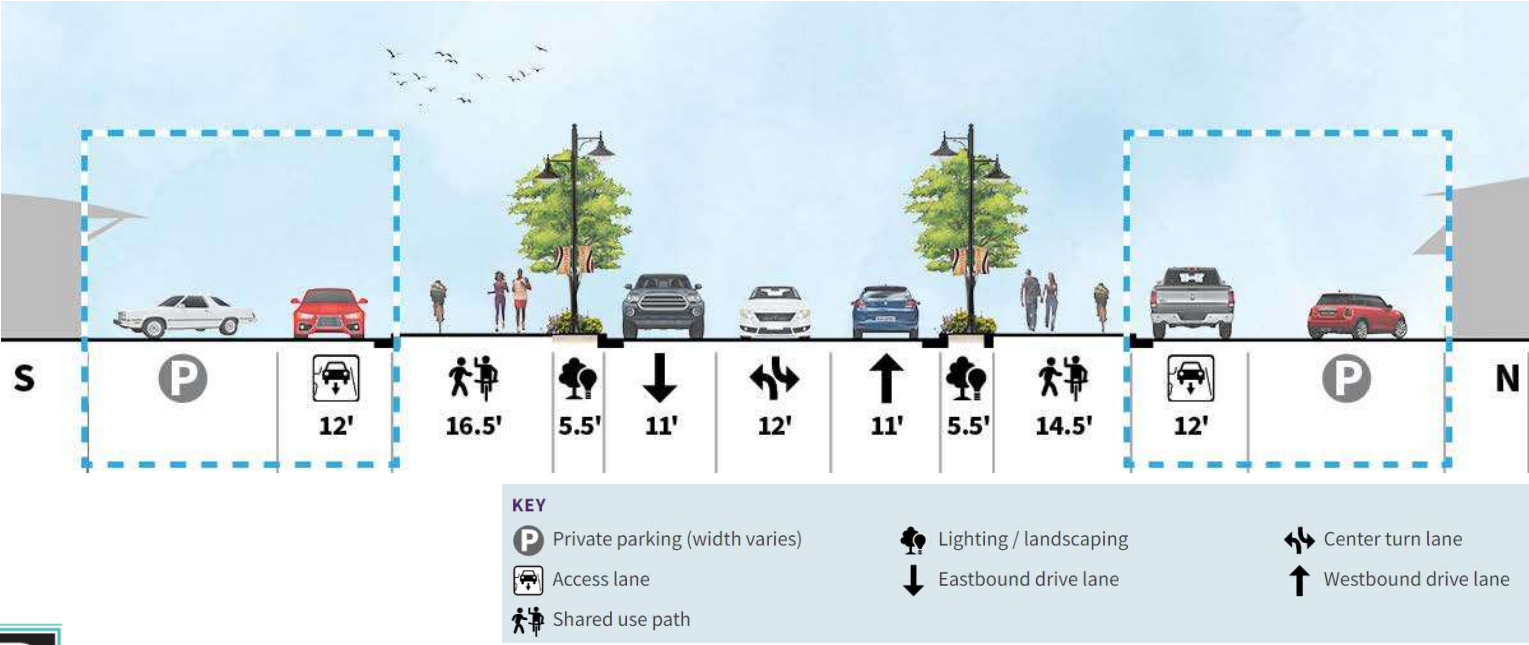 S
N
P
P
12'
16.5'
5.5'
11'
12'
11'
5.5'
14.5'
12'
KEY
P Private parking (width varies)
Access lane
Shared use path
Lighting / landscaping
Eastbound drive lane
Center turn lane
Westbound drive lane